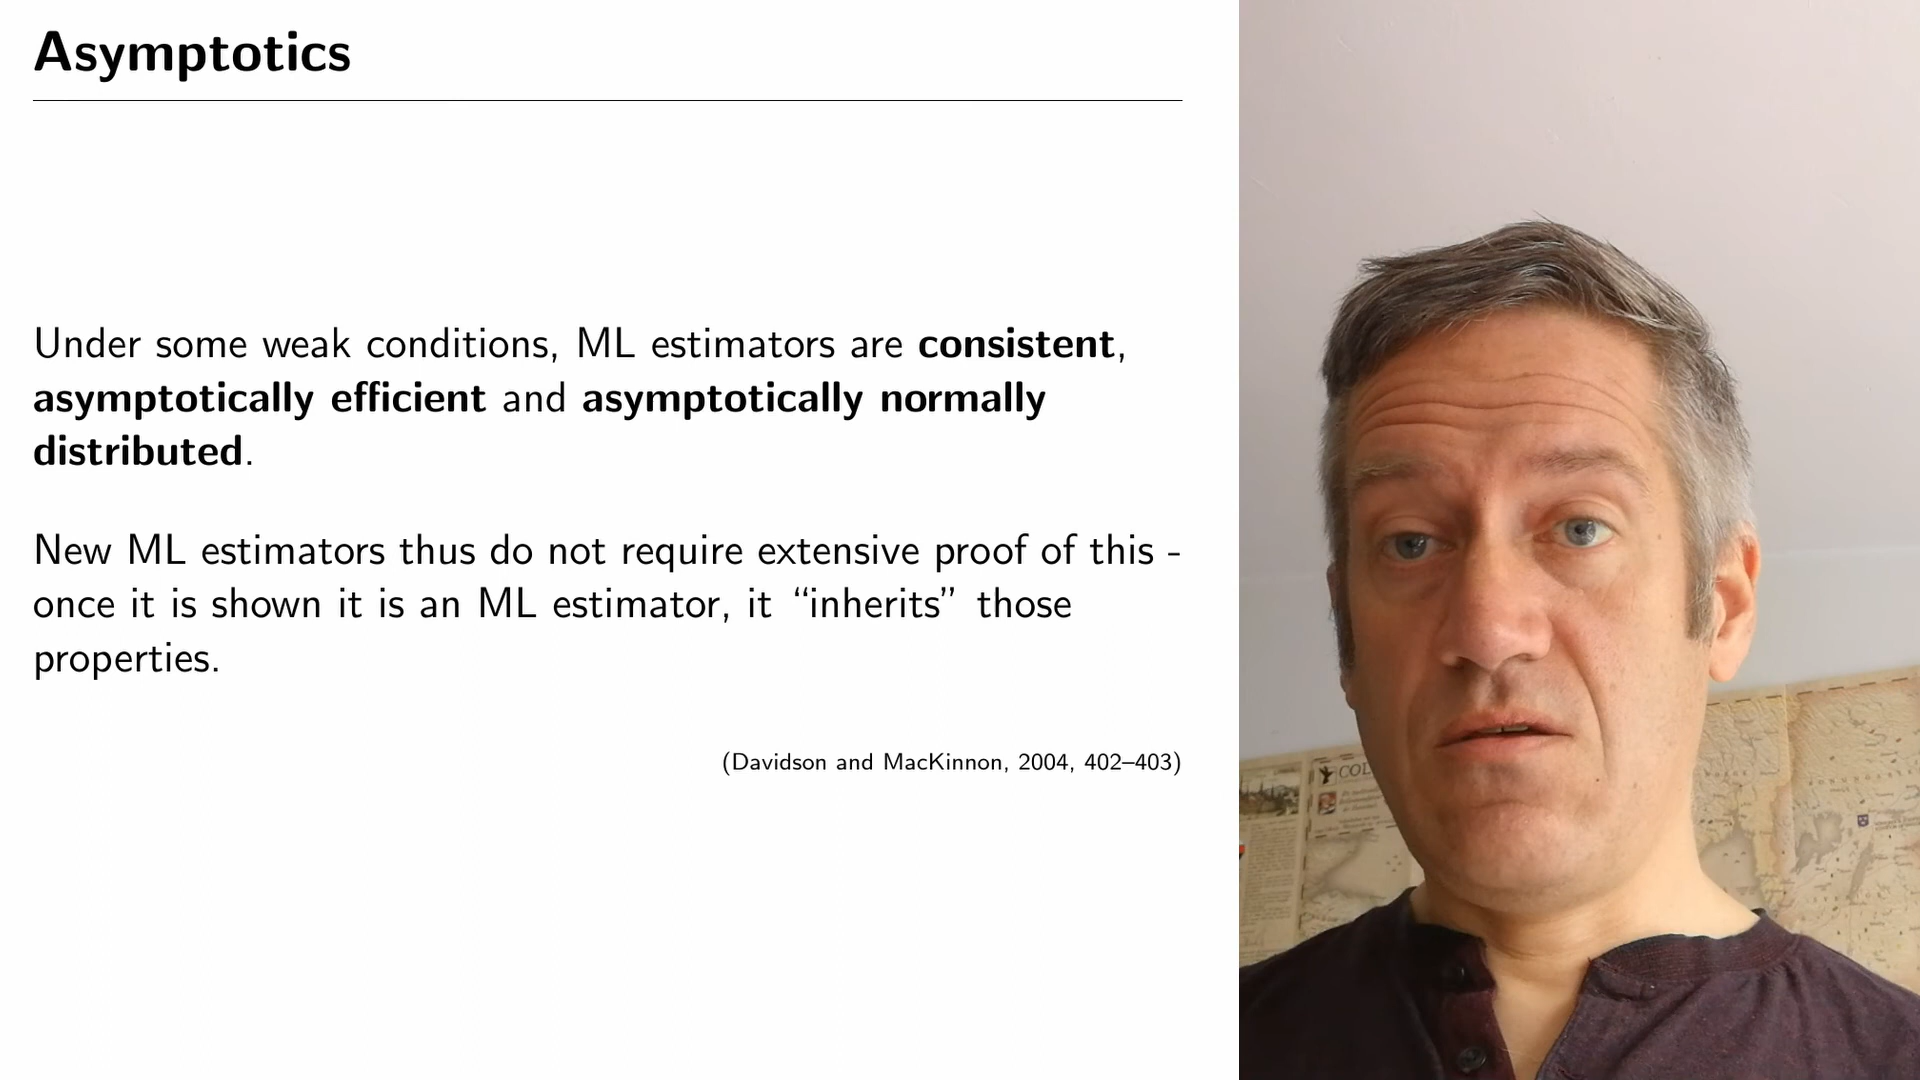 Asymptotics
Under some weak conditions, ML estimators are consistent,
asymptotically efficient and asymptotically normally
distributed.
New ML estimators thus do not require extensive proof of this -
once it is shown it is an ML estimator, it “inherits” those
properties.
(Davidson and MacKinnon, 2004, 402–403)
COL